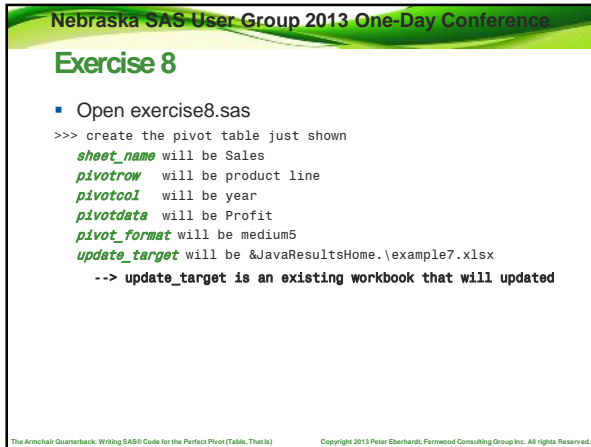 Nebraska SAS User Group 2013 One-Day Conference
Exercise 8
▪ Open exercise8.sas
>>> create the pivot table just shown
sheet_name will be Sales
pivotrow will be product line
pivotcol will be year
pivotdata will be Profit
pivot_format will be medium5
update_target will be &JavaResultsHome.\example7.xlsx
--> update_target is an existing workbook that will updated
The Armchair Quarterback: Writing SAS® Code for the Perfect Pivot (Table, That Is) Copyright 2013 Peter Eberhardt, Fernwood Consulting Group Inc. All rights Reserved.